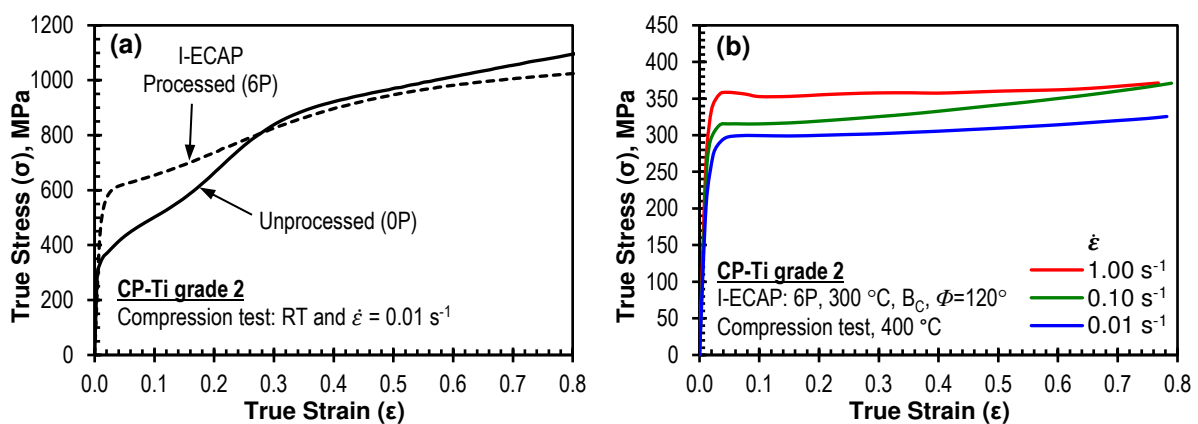 (a)
True Stress (σ), MPa
1200
1000
800
600
400
200
0
I-ECAP
Processed (6P)
Unprocessed (0P)
CP-Ti grade 2
Compression test: RT and ε̇ = 0.01 s⁻¹
0.0 0.1 0.2 0.3 0.4 0.5 0.6 0.7 0.8
True Strain (ε)
(b)
True Stress (σ), MPa
450
400
350
300
250
200
150
100
50
0
ε̇
CP-Ti grade 2
1.00 s⁻¹
I-ECAP: 6P, 300 °C, B_C, Φ=120°
0.10 s⁻¹
Compression test, 400 °C
0.01 s⁻¹
0.0 0.1 0.2 0.3 0.4 0.5 0.6 0.7 0.8
True Strain (ε)